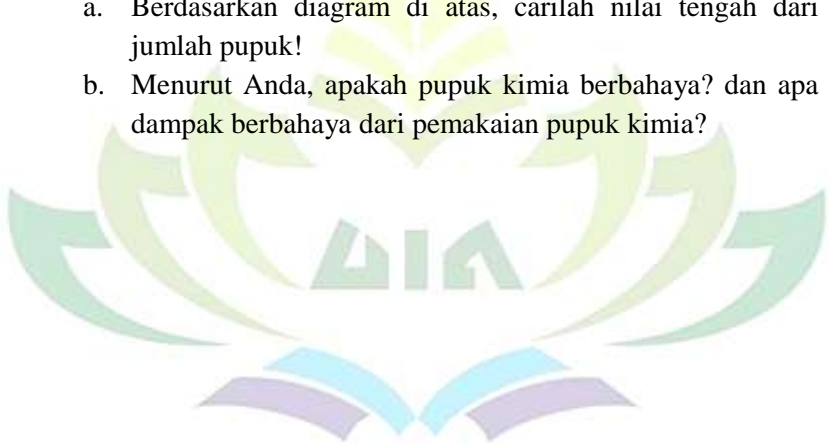 a. Berdasarkan diagram di atas, carilah nilai tengah dari
jumlah pupuk!
b. Menurut Anda, apakah pupuk kimia berbahaya? dan apa
dampak berbahaya dari pemakaian pupuk kimia?